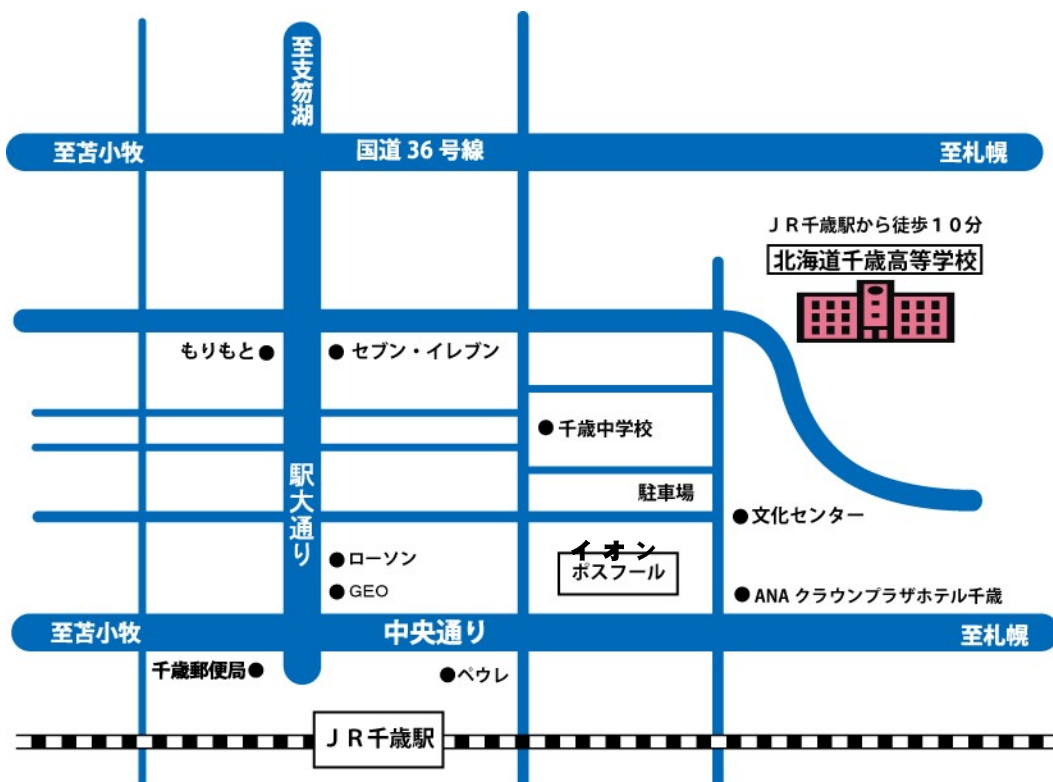 至支笏湖
至苫小牧
国道 36 号線
至札幌
ＪＲ千歳駅から徒歩１０分
北海道千歳高等学校
もりもと
セブン・イレブン
千歳中学校
駅大通り
駐車場
文化センター
イオン
ポスフール
ローソン
GEO
ANA クラウンプラザホテル千歳
至苫小牧
中央通り
至札幌
千歳郵便局
ペウレ
ＪＲ千歳駅